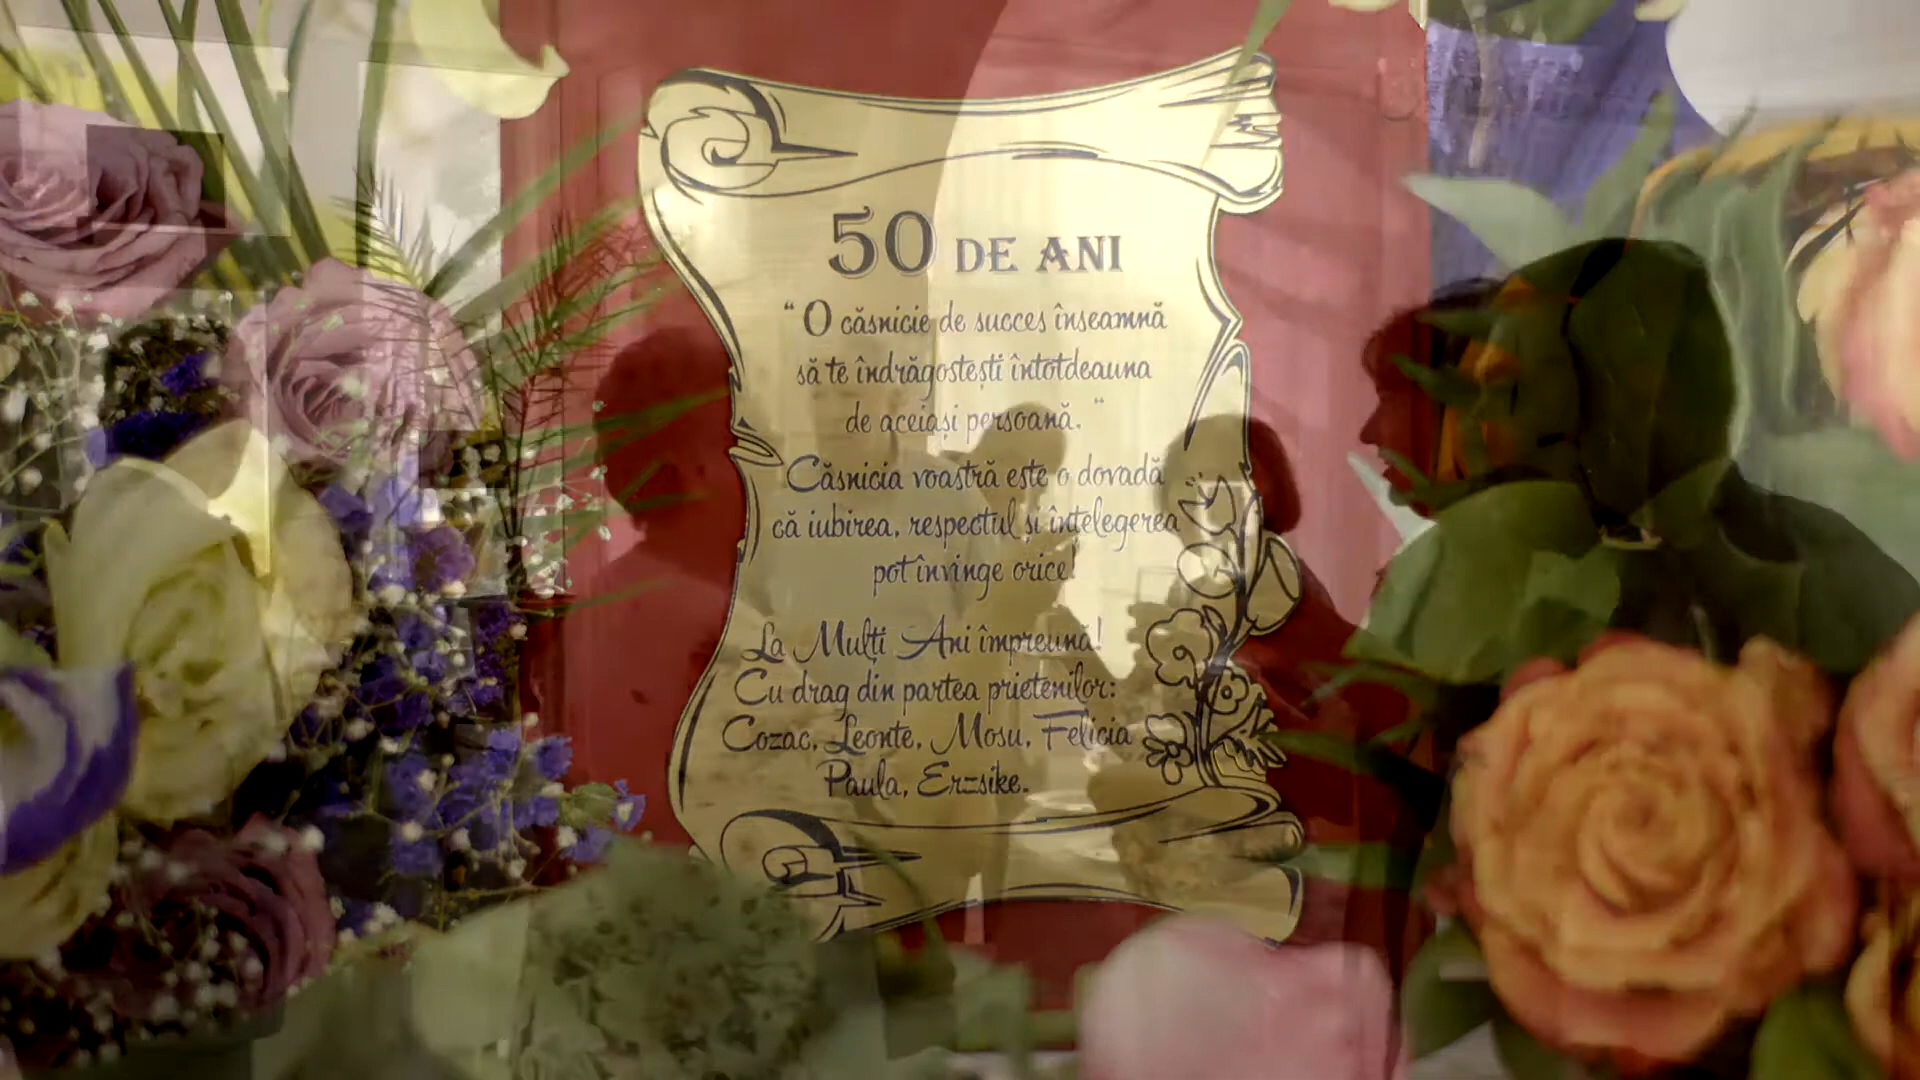 50 DE ANI
“O căsnicie de succes înseamnă
să te îndrăgostești întotdeauna
de aceiași persoană.”
Căsnicia voastră este o dovadă
că iubirea, respectul și întelegerea
pot învinge orice!
La Mulți Ani împreună!
Cu drag din partea prietenilor:
Cozac, Leonte, Mosu, Felicia
Paula, Erzsike.